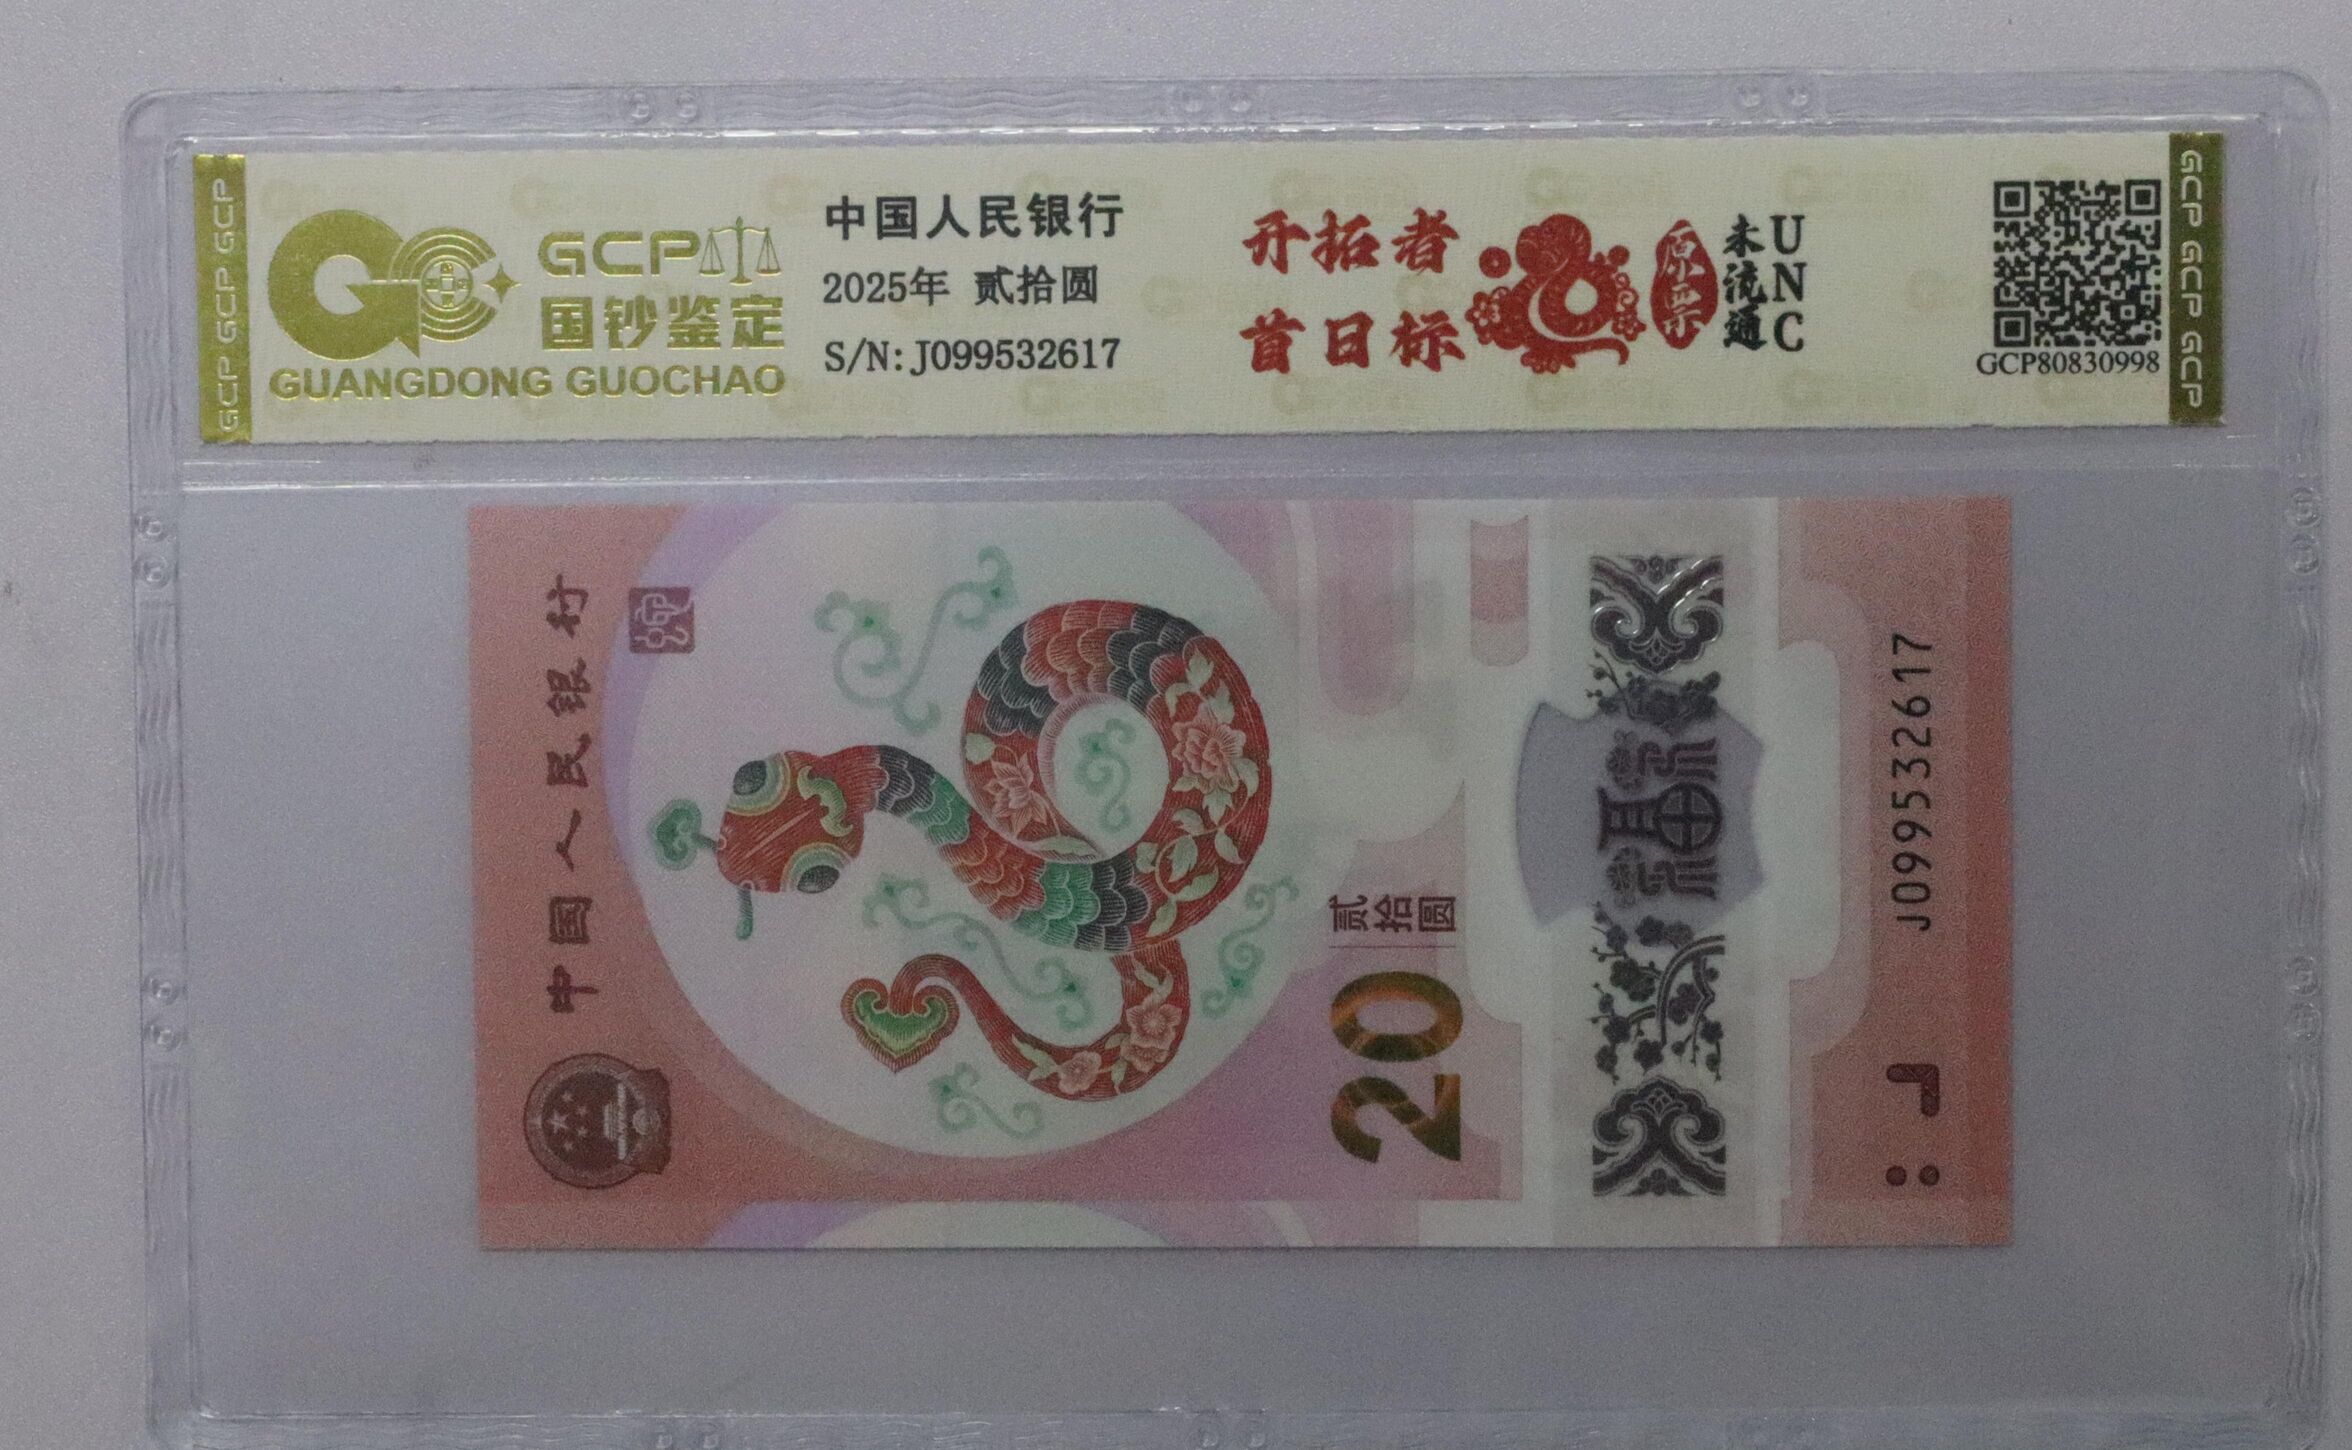 GCP GCP GCP
GCP
国钞鉴定
GUANGDONG GUOCHAO
中国人民银行
2025年 贰拾圆
S/N:J099532617
开拓者
首日标
原票
未流通
UNC
GCP80830998
GCP GCP GCP
中国人民银行
贰拾圆
20
福
J099532617